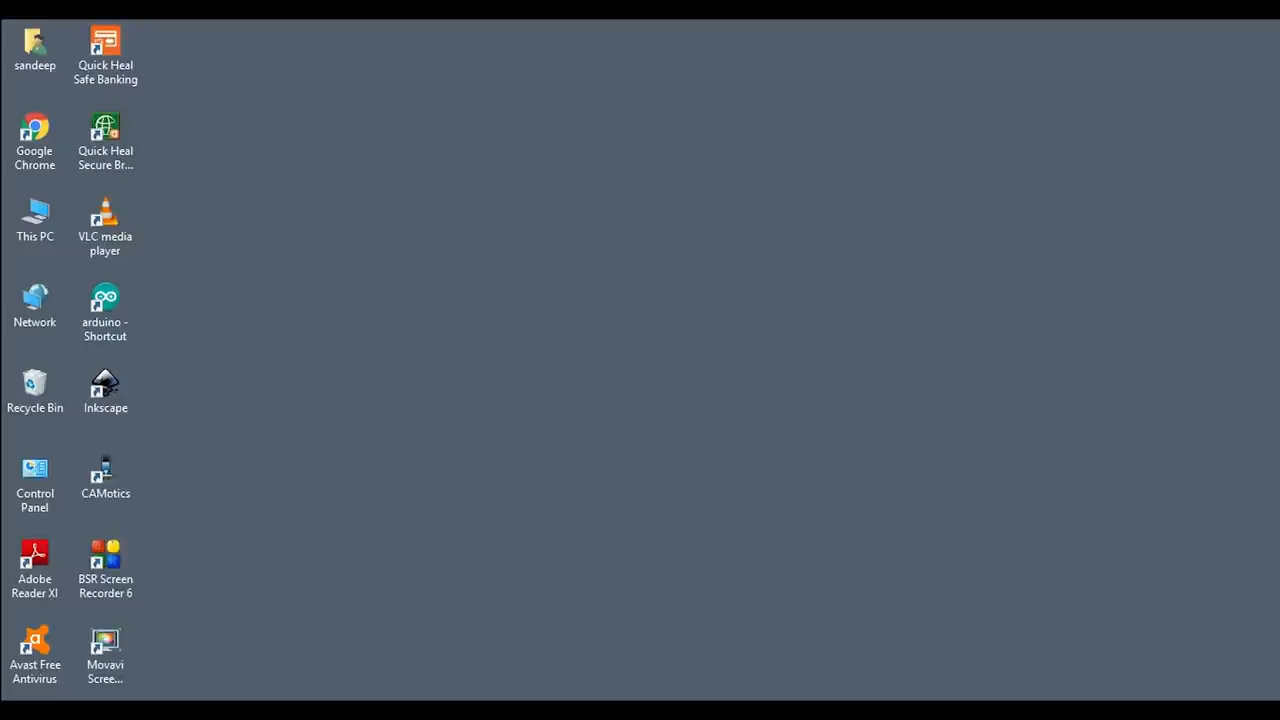 sandeep
Quick Heal
Safe Banking
Google
Chrome
Quick Heal
Secure Br...
This PC
VLC media
player
Network
arduino -
Shortcut
Recycle Bin
Inkscape
Control
Panel
CAMotics
Adobe
Reader XI
BSR Screen
Recorder 6
Avast Free
Antivirus
Movavi
Scree...